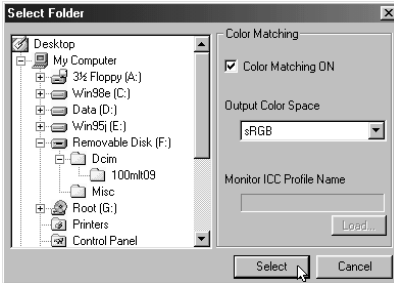 Select Folder
Desktop
My Computer
3½ Floppy (A:)
Win98e (C:)
Data (D:)
Win95j (E:)
Removable Disk (F:)
Dcim
100mlt09
Misc
Root (G:)
Printers
Control Panel
Color Matching
Color Matching ON
Output Color Space
sRGB
Monitor ICC Profile Name
Load...
Select
Cancel